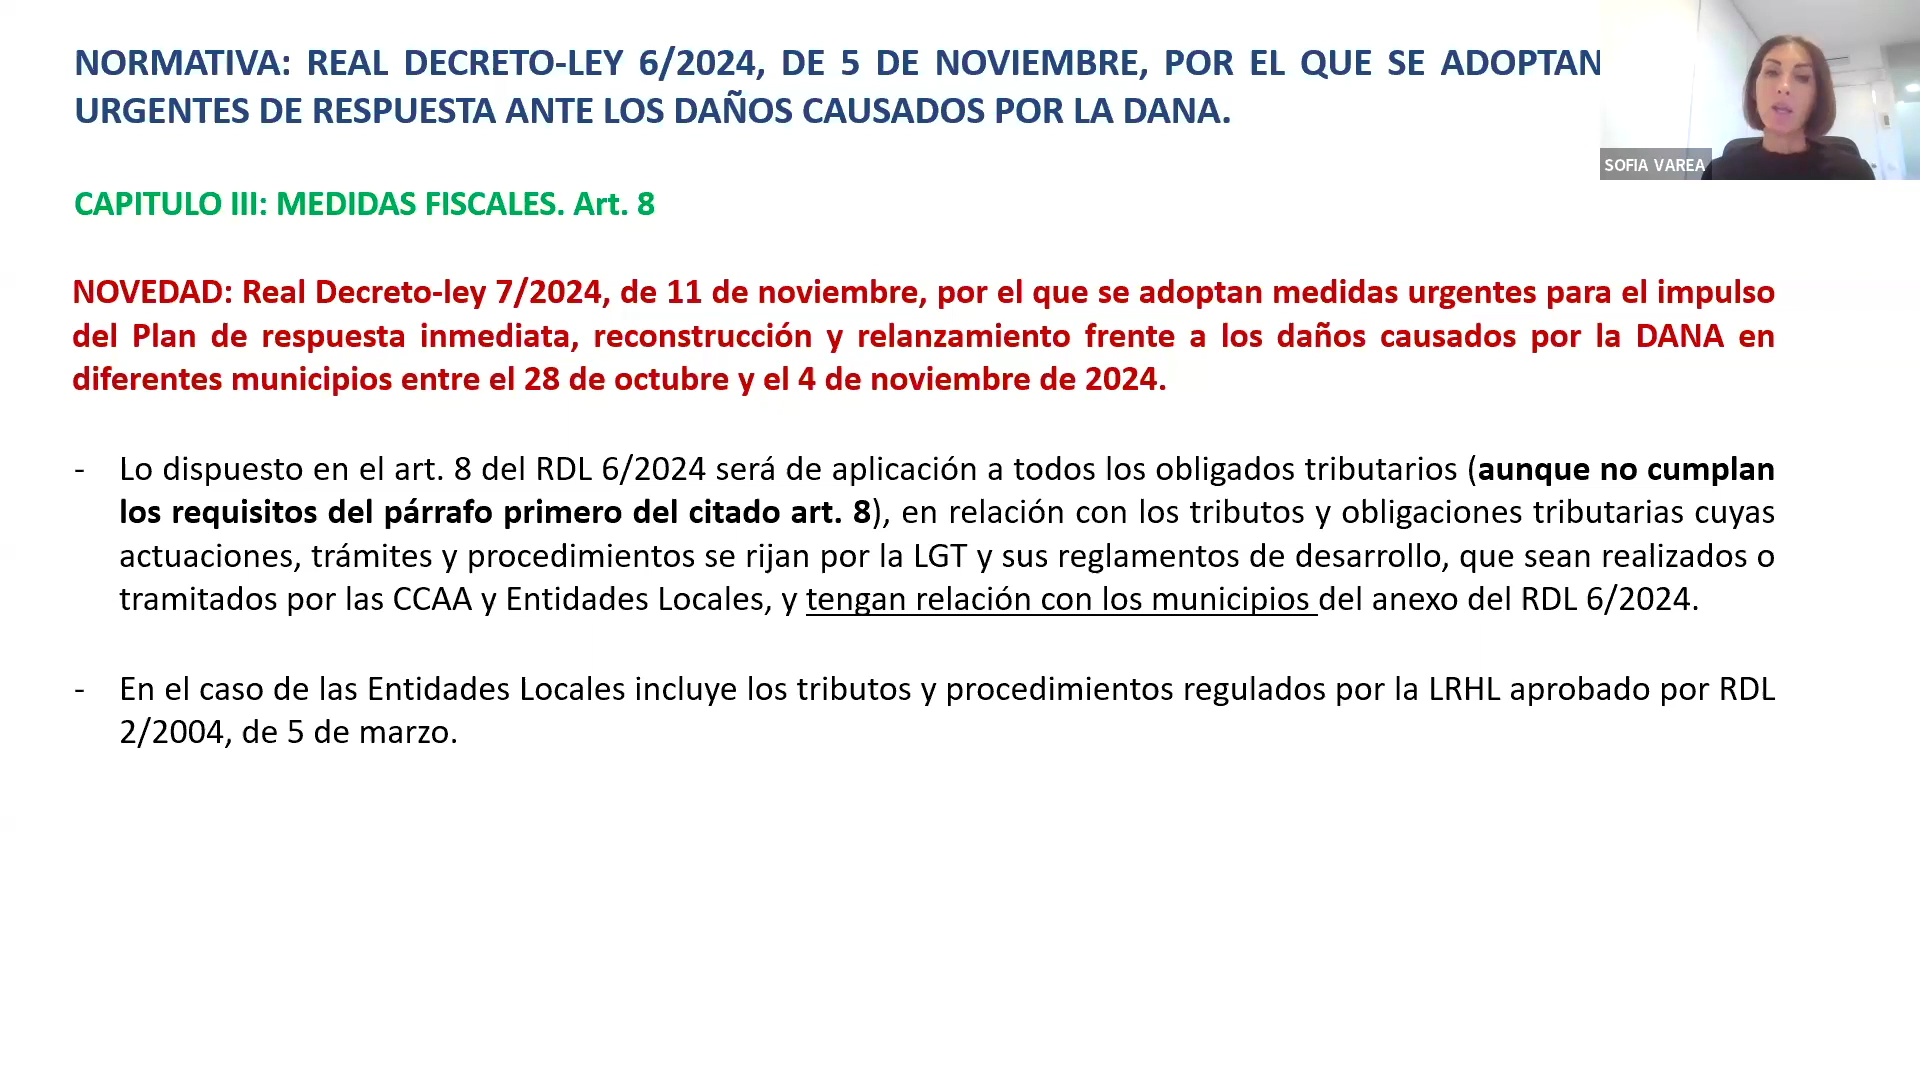 NORMATIVA: REAL DECRETO-LEY 6/2024, DE 5 DE NOVIEMBRE, POR EL QUE SE ADOPTAN
URGENTES DE RESPUESTA ANTE LOS DAÑOS CAUSADOS POR LA DANA.
SOFIA VAREA
CAPITULO III: MEDIDAS FISCALES. Art. 8
NOVEDAD: Real Decreto-ley 7/2024, de 11 de noviembre, por el que se adoptan medidas urgentes para el impulso
del Plan de respuesta inmediata, reconstrucción y relanzamiento frente a los daños causados por la DANA en
diferentes municipios entre el 28 de octubre y el 4 de noviembre de 2024.
- Lo dispuesto en el art. 8 del RDL 6/2024 será de aplicación a todos los obligados tributarios (aunque no cumplan
los requisitos del párrafo primero del citado art. 8), en relación con los tributos y obligaciones tributarias cuyas
actuaciones, trámites y procedimientos se rijan por la LGT y sus reglamentos de desarrollo, que sean realizados o
tramitados por las CCAA y Entidades Locales, y tengan relación con los municipios del anexo del RDL 6/2024.
- En el caso de las Entidades Locales incluye los tributos y procedimientos regulados por la LRHL aprobado por RDL
2/2004, de 5 de marzo.